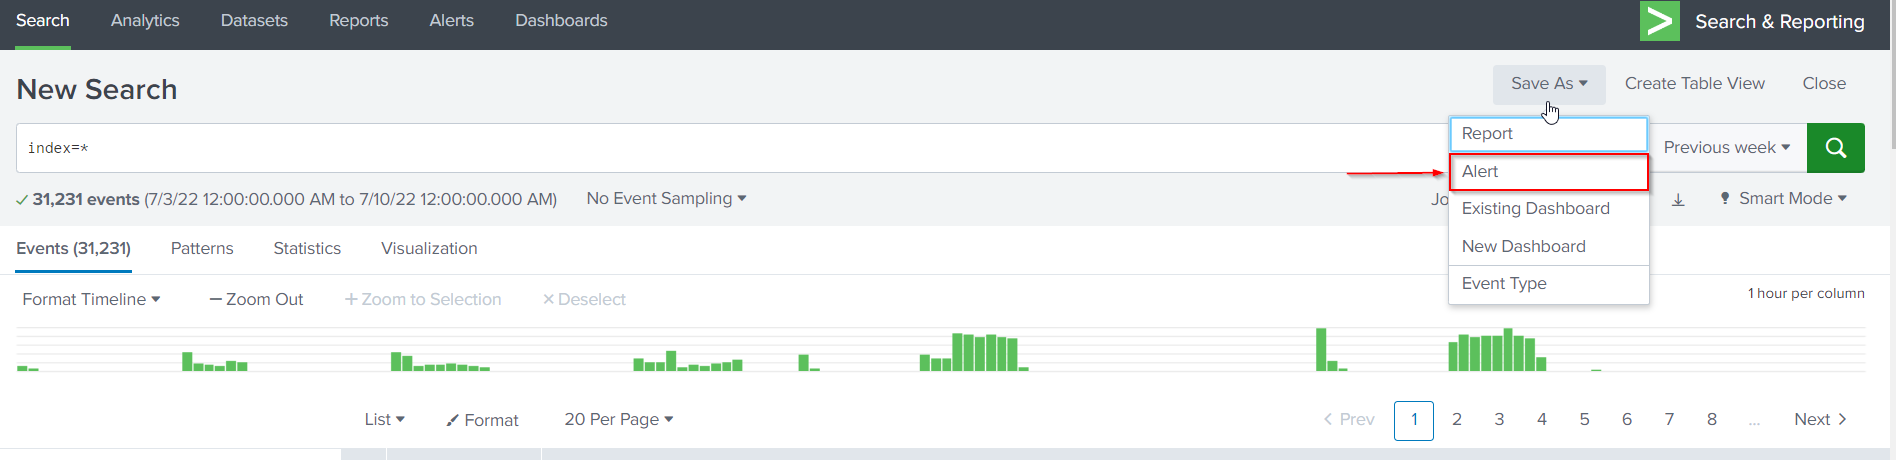 Search Analytics Datasets Reports Alerts Dashboards Search & Reporting
New Search
Save As Create Table View Close
index=*
Previous week
Report
Alert
Existing Dashboard
New Dashboard
Event Type
31,231 events (7/3/22 12:00:00.000 AM to 7/10/22 12:00:00.000 AM) No Event Sampling Jo Smart Mode
Events (31,231) Patterns Statistics Visualization
Format Timeline — Zoom Out + Zoom to Selection × Deselect 1 hour per column
List Format 20 Per Page < Prev 1 2 3 4 5 6 7 8 ... Next >